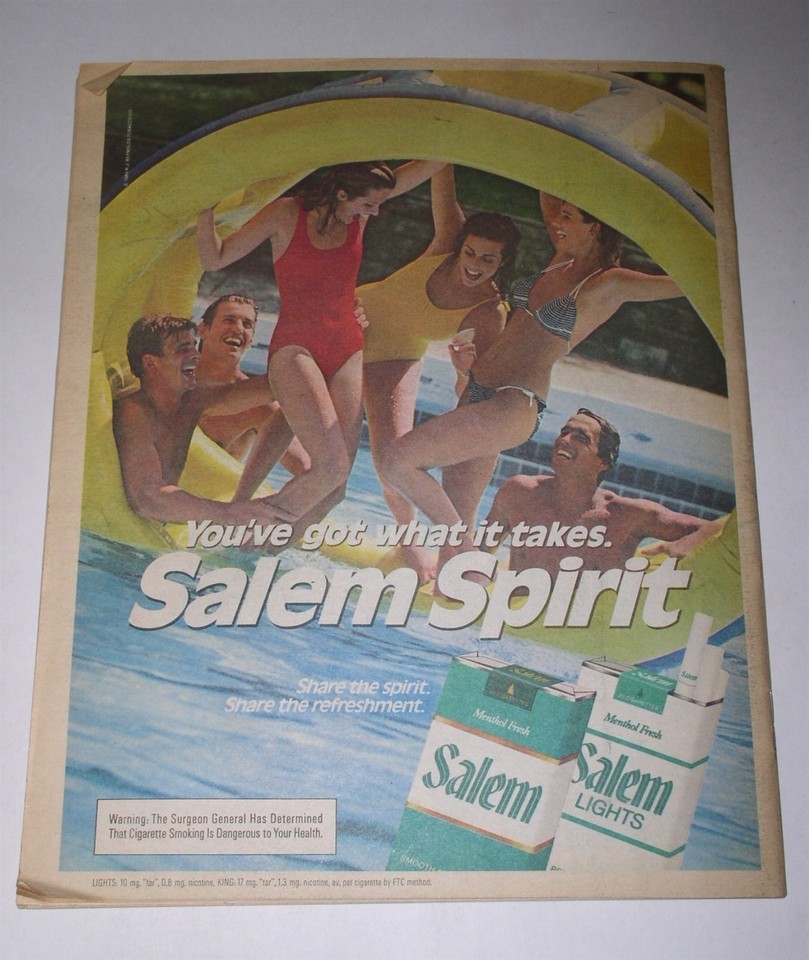 You've got what it takes.
Salem Spirit
Share the spirit.
Share the refreshment.
Menthol Fresh
Salem
Menthol Fresh
Salem
LIGHTS
Salem
SMOOTH
Warning: The Surgeon General Has Determined
That Cigarette Smoking Is Dangerous to Your Health.
LIGHTS: 10 mg. "tar", 0.8 mg. nicotine, KING: 17 mg. "tar", 1.3 mg. nicotine, av. per cigarette by FTC method.